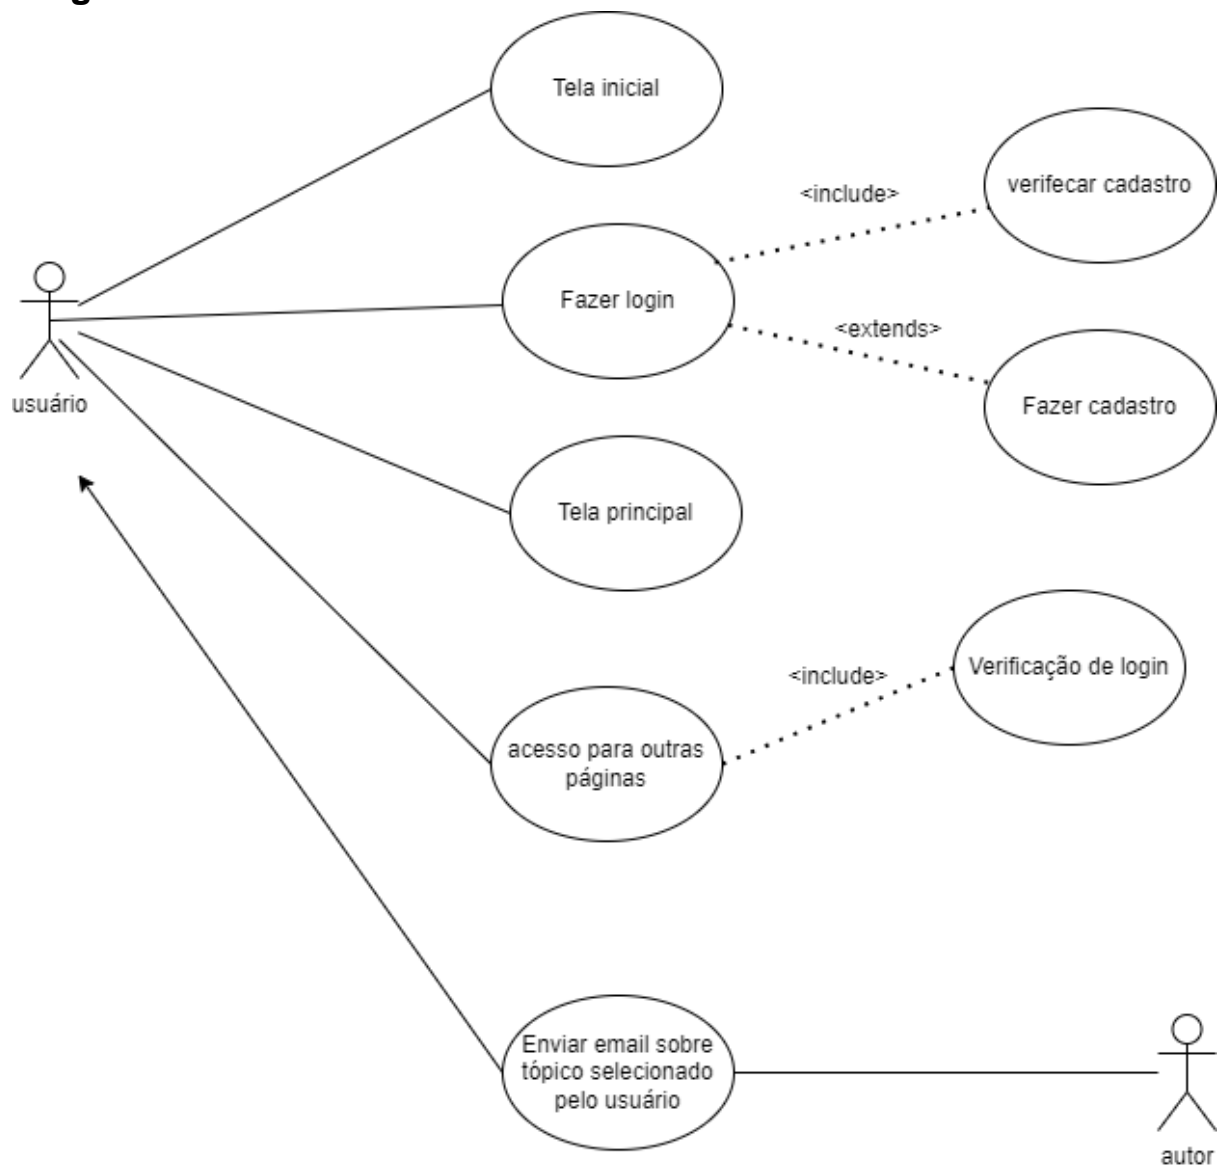 Tela inicial
<include>
verifecar cadastro
Fazer login
<extends>
Fazer cadastro
usuário
Tela principal
<include>
Verificação de login
acesso para outras
páginas
Enviar email sobre
tópico selecionado
pelo usuário
autor